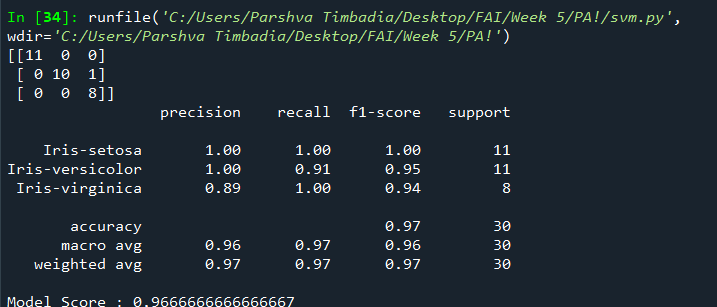 In [34]: runfile('C:/Users/Parshva Timbadia/Desktop/FAI/Week 5/PA!/svm.py',
wdir='C:/Users/Parshva Timbadia/Desktop/FAI/Week 5/PA!')
[[11  0  0]
 [ 0 10  1]
 [ 0  0  8]]
                 precision    recall  f1-score   support

    Iris-setosa       1.00      1.00      1.00        11
Iris-versicolor       1.00      0.91      0.95        11
 Iris-virginica       0.89      1.00      0.94         8

       accuracy                           0.97        30
      macro avg       0.96      0.97      0.96        30
   weighted avg       0.97      0.97      0.97        30

Model Score : 0.9666666666666667